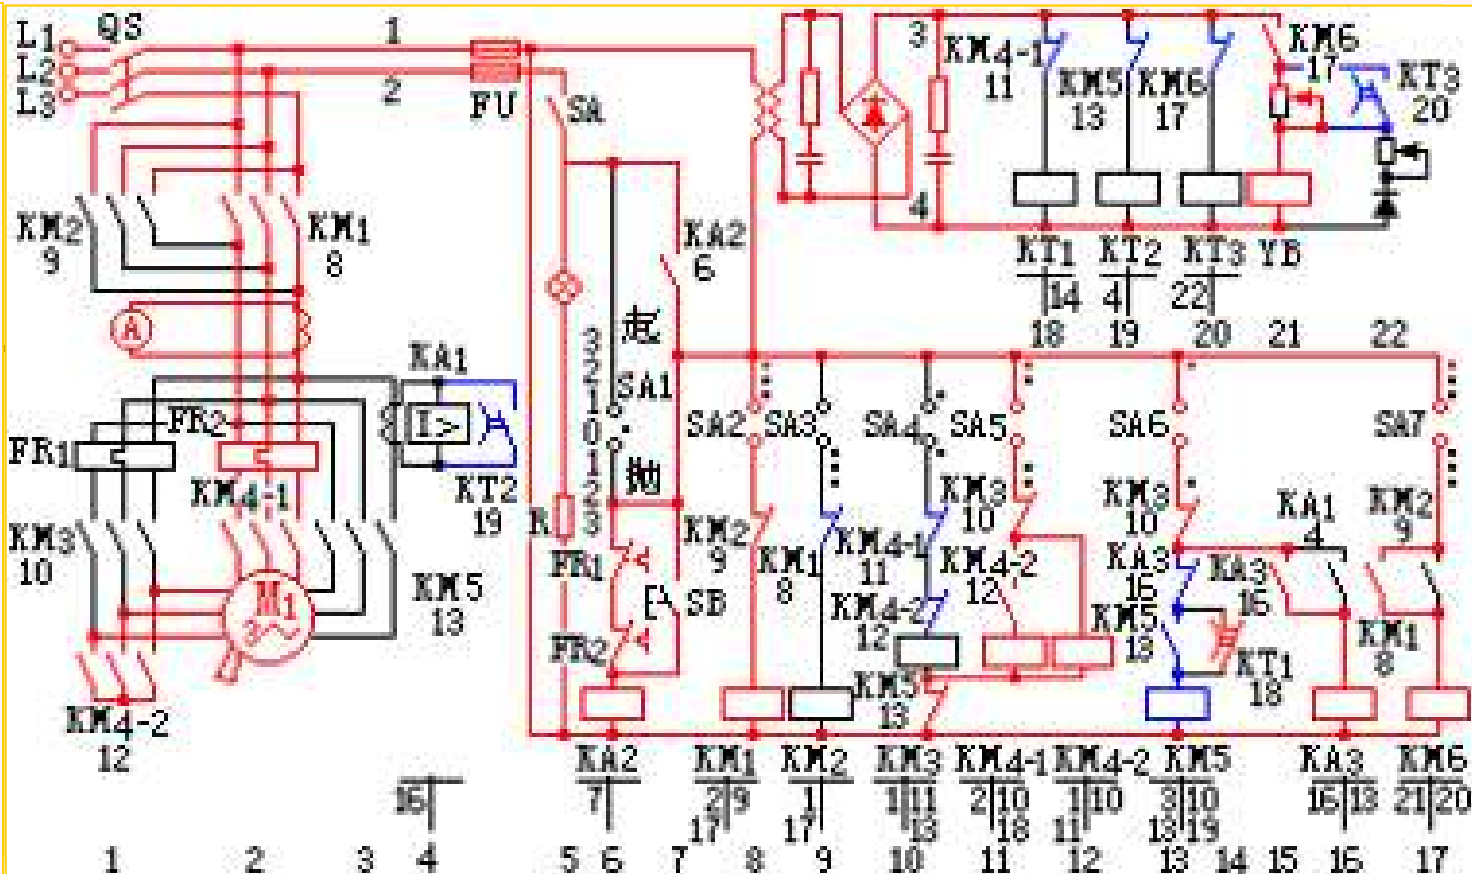 L1 QS 1 3 KM4-1 11 KM5 13 KM6 17 KM6 17 KT3 20
L2
L3 2 FU SA
4
KM2 9 KM1 8 KA2 6 KT1 KT2 KT3 YB
14 4 22
A 18 19 20 21 22
KA1
3 2 1 0 1 2 3
SA1
FR2 I> SA2 SA3 SA4 SA5 SA6 SA7
FR1
KM4-1 KT2 19 抛
KM3 10 R KM2 9 KM1 8 KM4-1 11 KM3 10 KM3 10 KA1 4 KM2 9
FR1 KM4-2 12 KA3 16 KA3 16
M1 3 KM5 13 SB KM4-2 12 KM5 13 KM1 8
FR2 KM5 13 KT1 18
KM4-2 12
KA2 KM1 KM2 KM3 KM4-1 KM4-2 KM5 KA3 KM6
16 7 2 9 1 1 11 2 10 1 10 3 10 16 13 21 20
17 17 13 18 11 13 19
1 2 3 4 5 6 7 8 9 10 11 12 13 14 15 16 17